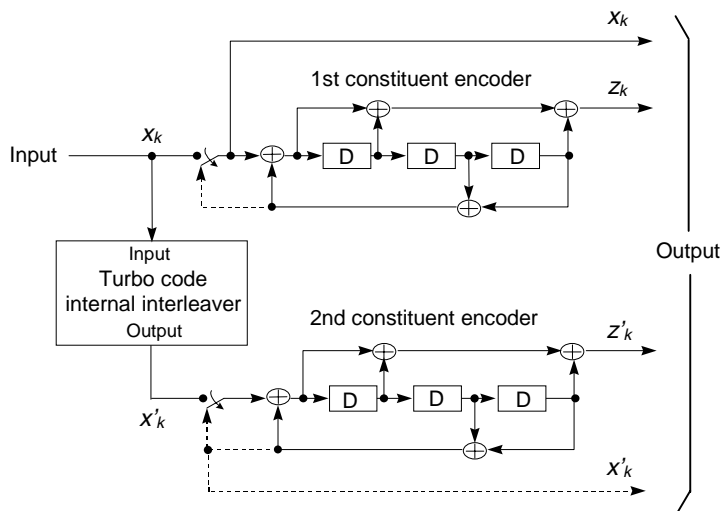 x_k
1st constituent encoder
z_k
x_k
Input
D D D
Input
Turbo code
internal interleaver
Output
Output
2nd constituent encoder
z'_k
D D D
x'_k
x'_k